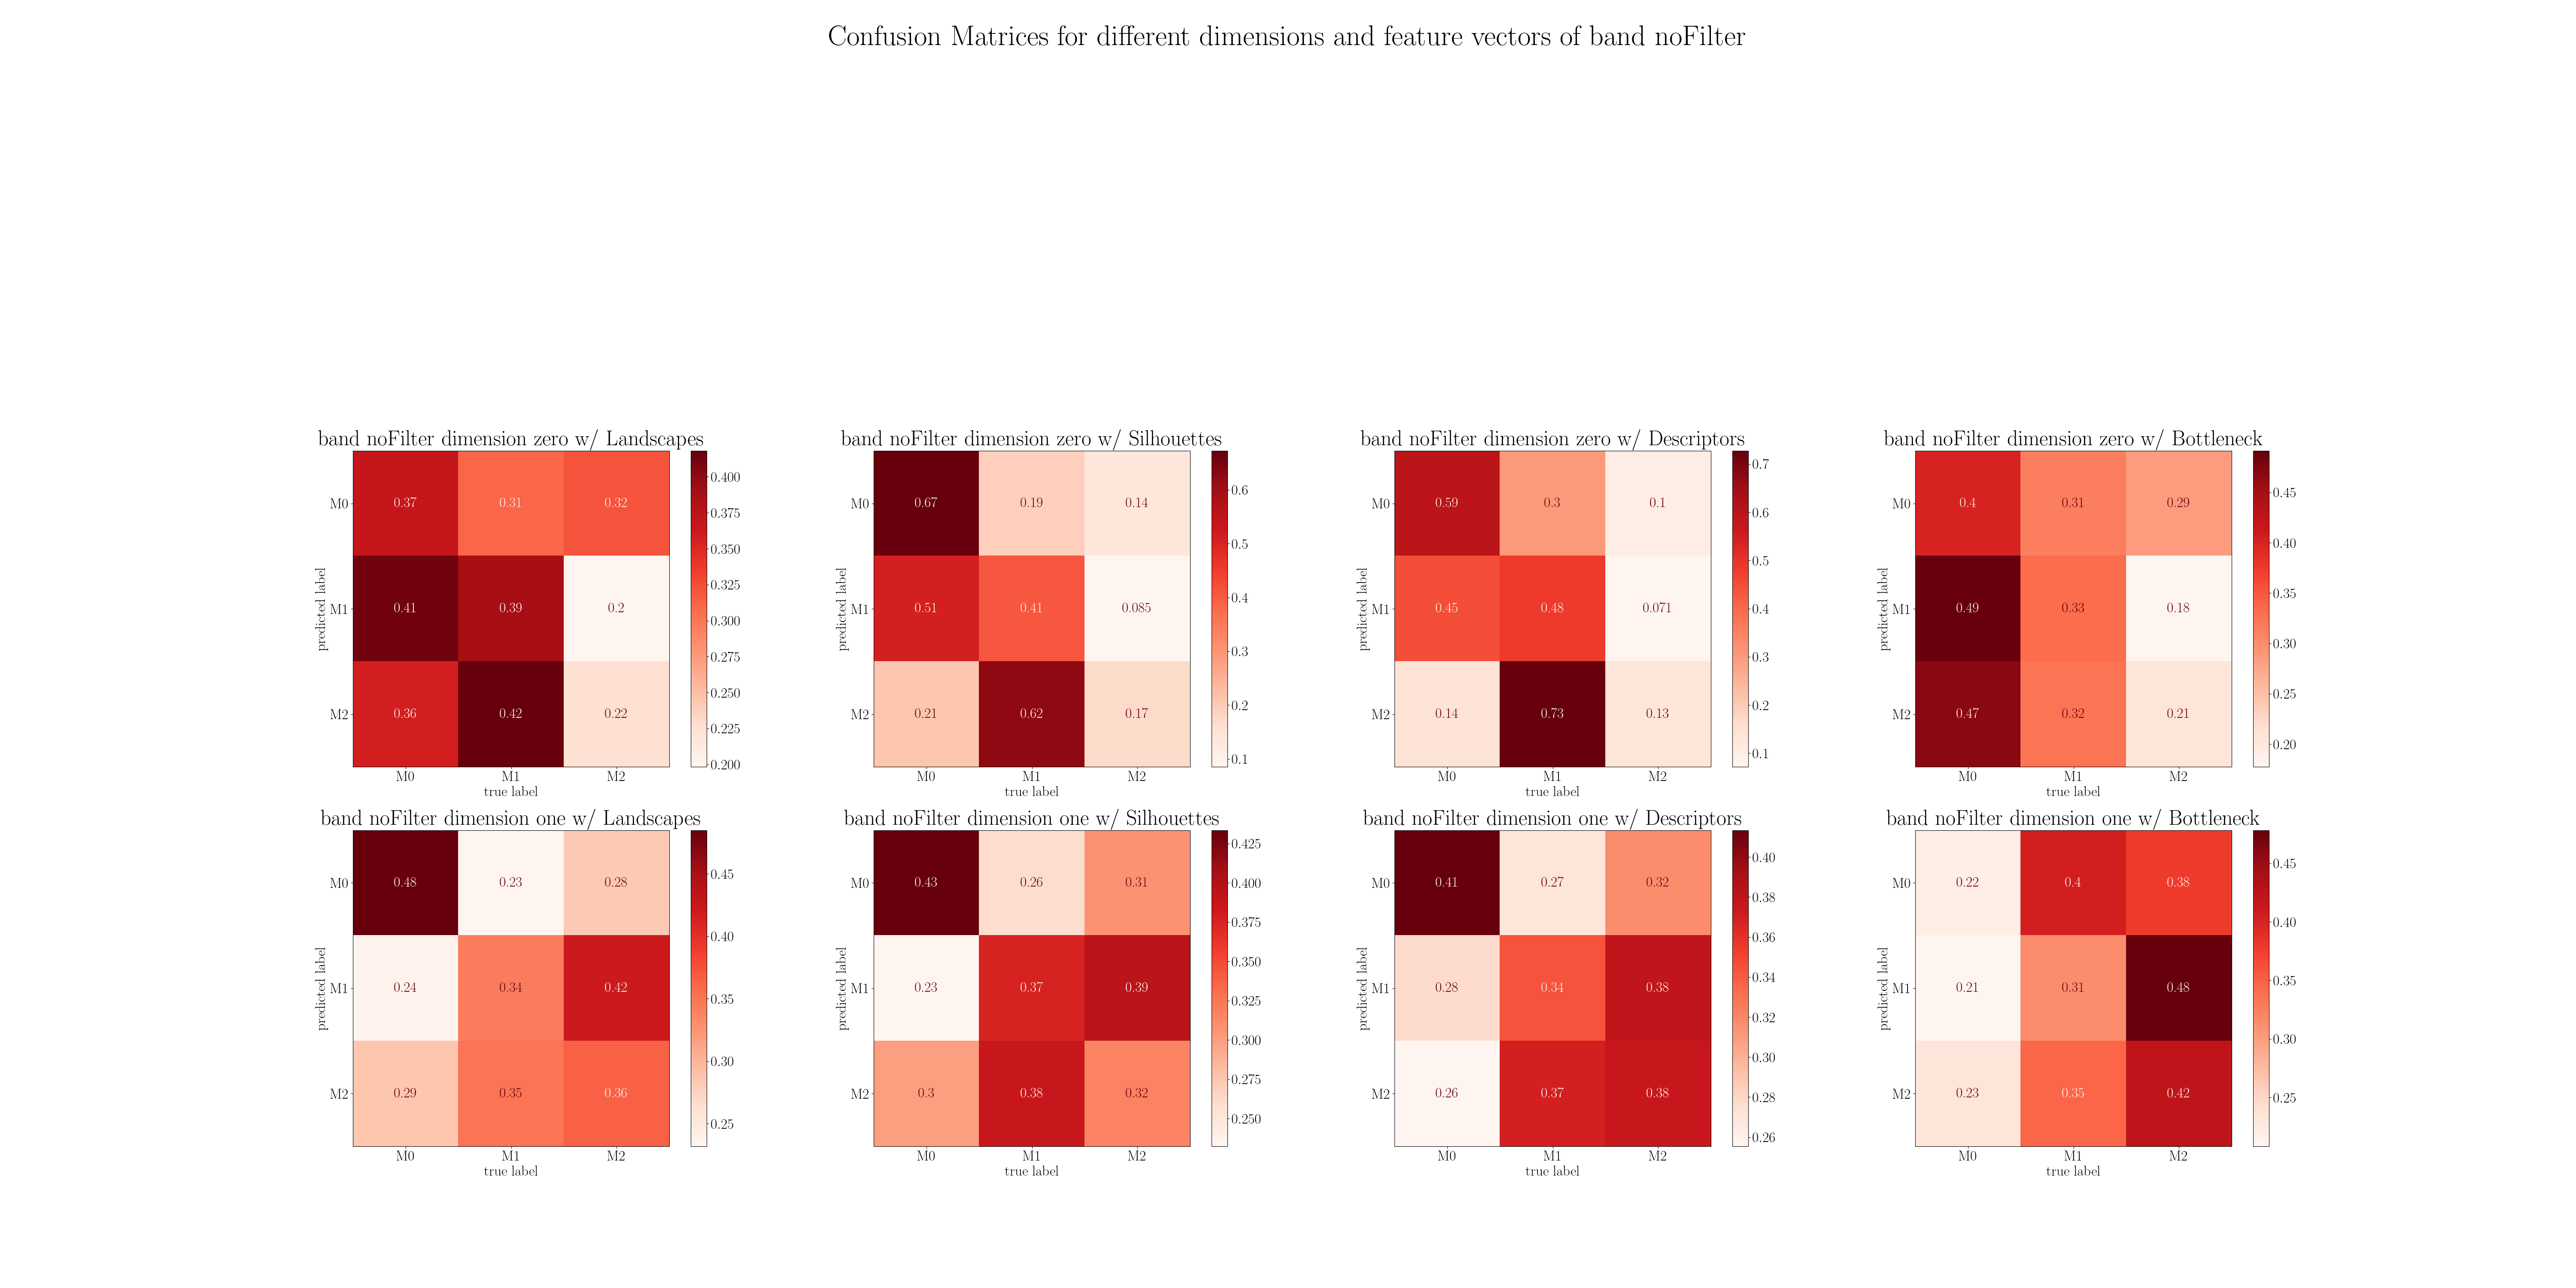 Confusion Matrices for different dimensions and feature vectors of band noFilter
band noFilter dimension zero w/ Landscapes
predicted label
M0
0.37 0.31 0.32
M1
0.41 0.39 0.2
M2
0.36 0.42 0.22
M0 M1 M2
true label
0.400
0.375
0.350
0.325
0.300
0.275
0.250
0.225
0.200
band noFilter dimension zero w/ Silhouettes
predicted label
M0
0.67 0.19 0.14
M1
0.51 0.41 0.085
M2
0.21 0.62 0.17
M0 M1 M2
true label
0.6
0.5
0.4
0.3
0.2
0.1
band noFilter dimension zero w/ Descriptors
predicted label
M0
0.59 0.3 0.1
M1
0.45 0.48 0.071
M2
0.14 0.73 0.13
M0 M1 M2
true label
0.7
0.6
0.5
0.4
0.3
0.2
0.1
band noFilter dimension zero w/ Bottleneck
predicted label
M0
0.4 0.31 0.29
M1
0.49 0.33 0.18
M2
0.47 0.32 0.21
M0 M1 M2
true label
0.45
0.40
0.35
0.30
0.25
0.20
band noFilter dimension one w/ Landscapes
predicted label
M0
0.48 0.23 0.28
M1
0.24 0.34 0.42
M2
0.29 0.35 0.36
M0 M1 M2
true label
0.45
0.40
0.35
0.30
0.25
band noFilter dimension one w/ Silhouettes
predicted label
M0
0.43 0.26 0.31
M1
0.23 0.37 0.39
M2
0.3 0.38 0.32
M0 M1 M2
true label
0.425
0.400
0.375
0.350
0.325
0.300
0.275
0.250
band noFilter dimension one w/ Descriptors
predicted label
M0
0.41 0.27 0.32
M1
0.28 0.34 0.38
M2
0.26 0.37 0.38
M0 M1 M2
true label
0.40
0.38
0.36
0.34
0.32
0.30
0.28
0.26
band noFilter dimension one w/ Bottleneck
predicted label
M0
0.22 0.4 0.38
M1
0.21 0.31 0.48
M2
0.23 0.35 0.42
M0 M1 M2
true label
0.45
0.40
0.35
0.30
0.25